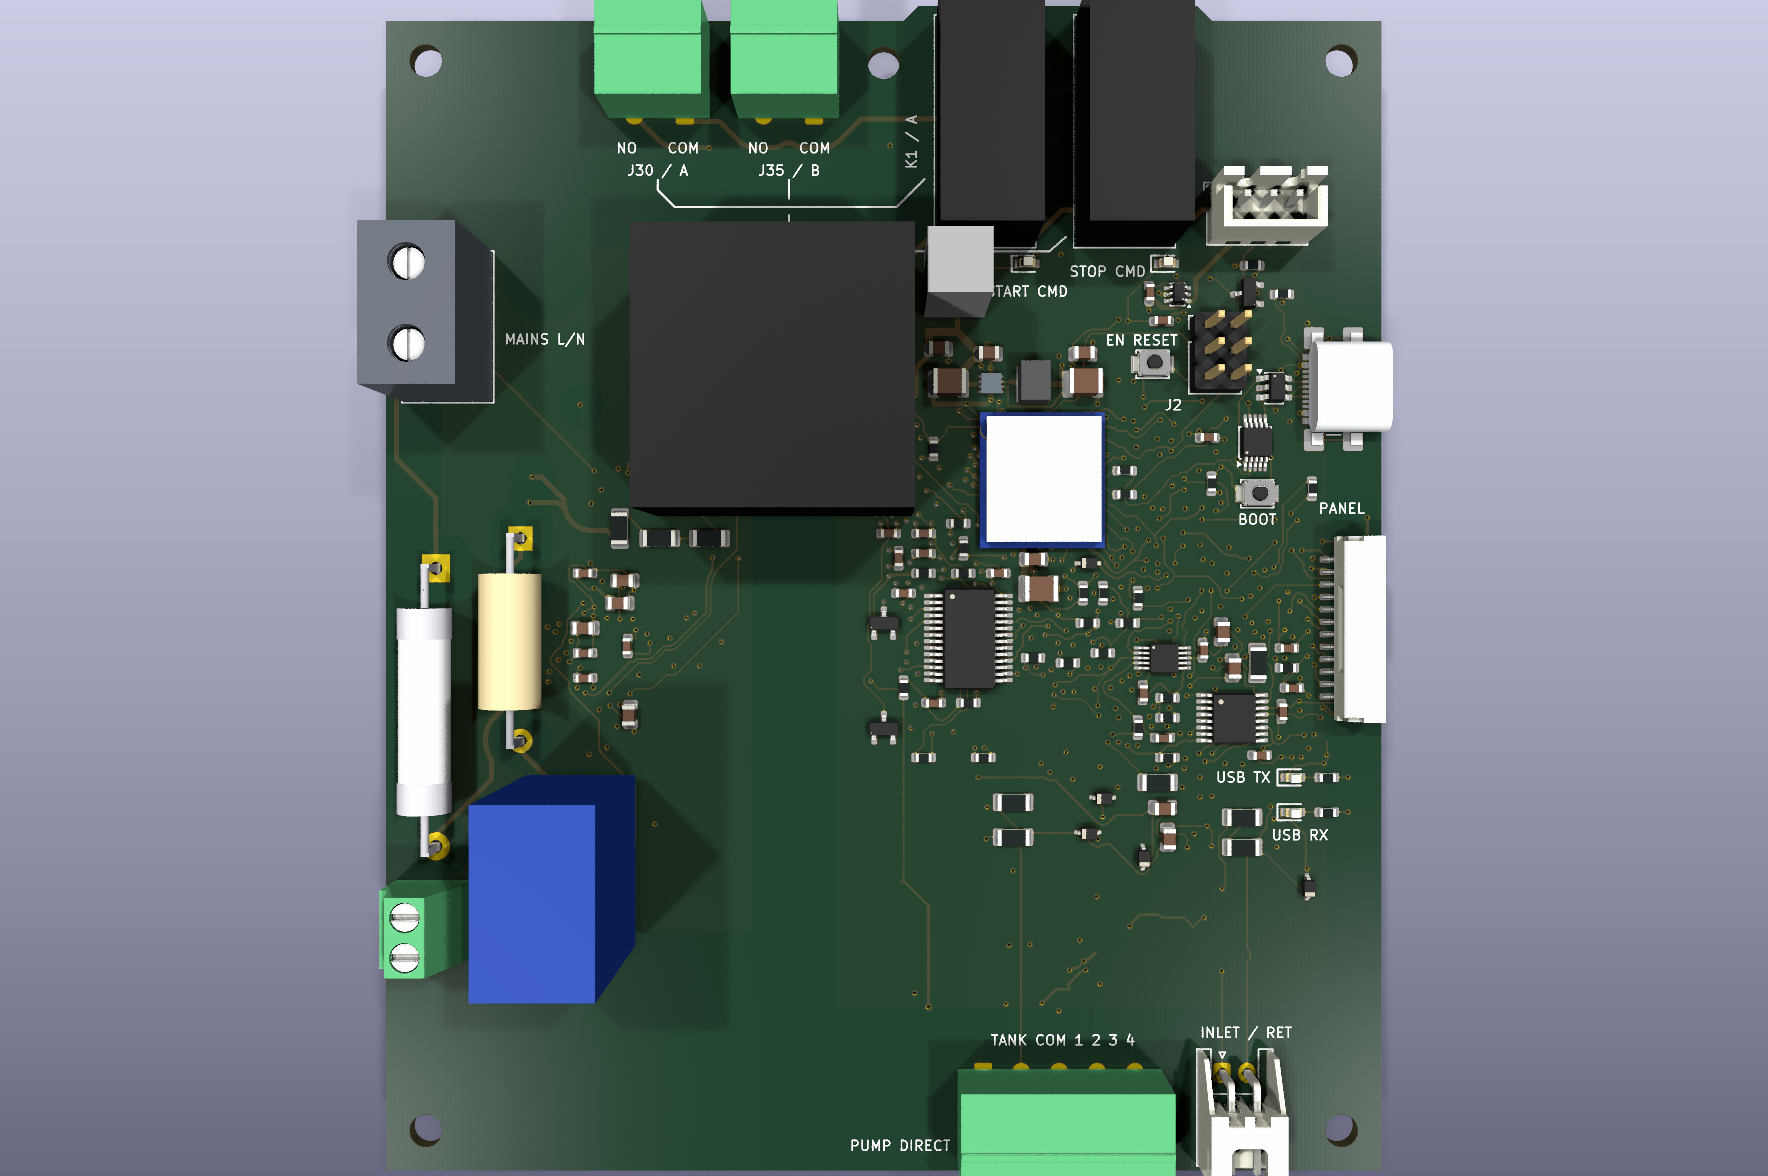 NO COM
J30 / A
NO COM
J35 / B
K1 / A
MAINS L/N
STOP CMD
TART CMD
EN RESET
J2
BOOT
PANEL
USB TX
USB RX
INLET / RET
TANK COM 1 2 3 4
PUMP DIRECT